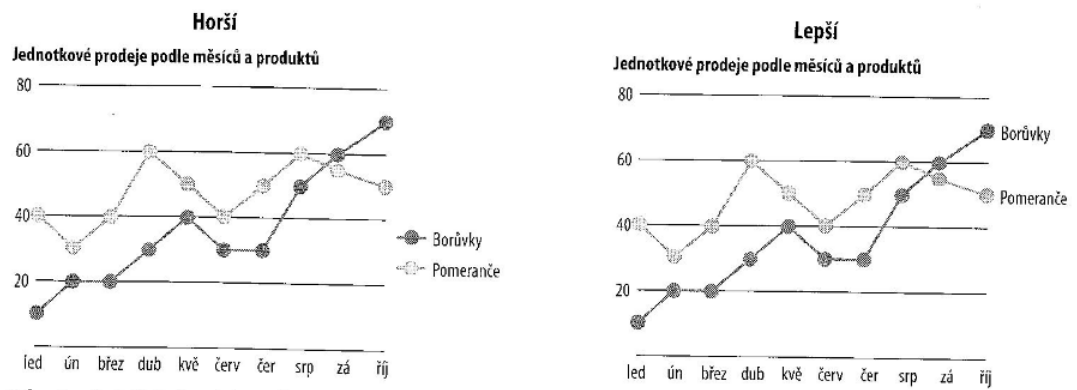 Horší
Jednotkové prodeje podle měsíců a produktů
80
60
40
20
led ún břez dub kvě červ čer srp zá říj
Borůvky
Pomeranče
Lepší
Jednotkové prodeje podle měsíců a produktů
80
60
40
20
led ún břez dub kvě červ čer srp zá říj
Borůvky
Pomeranče